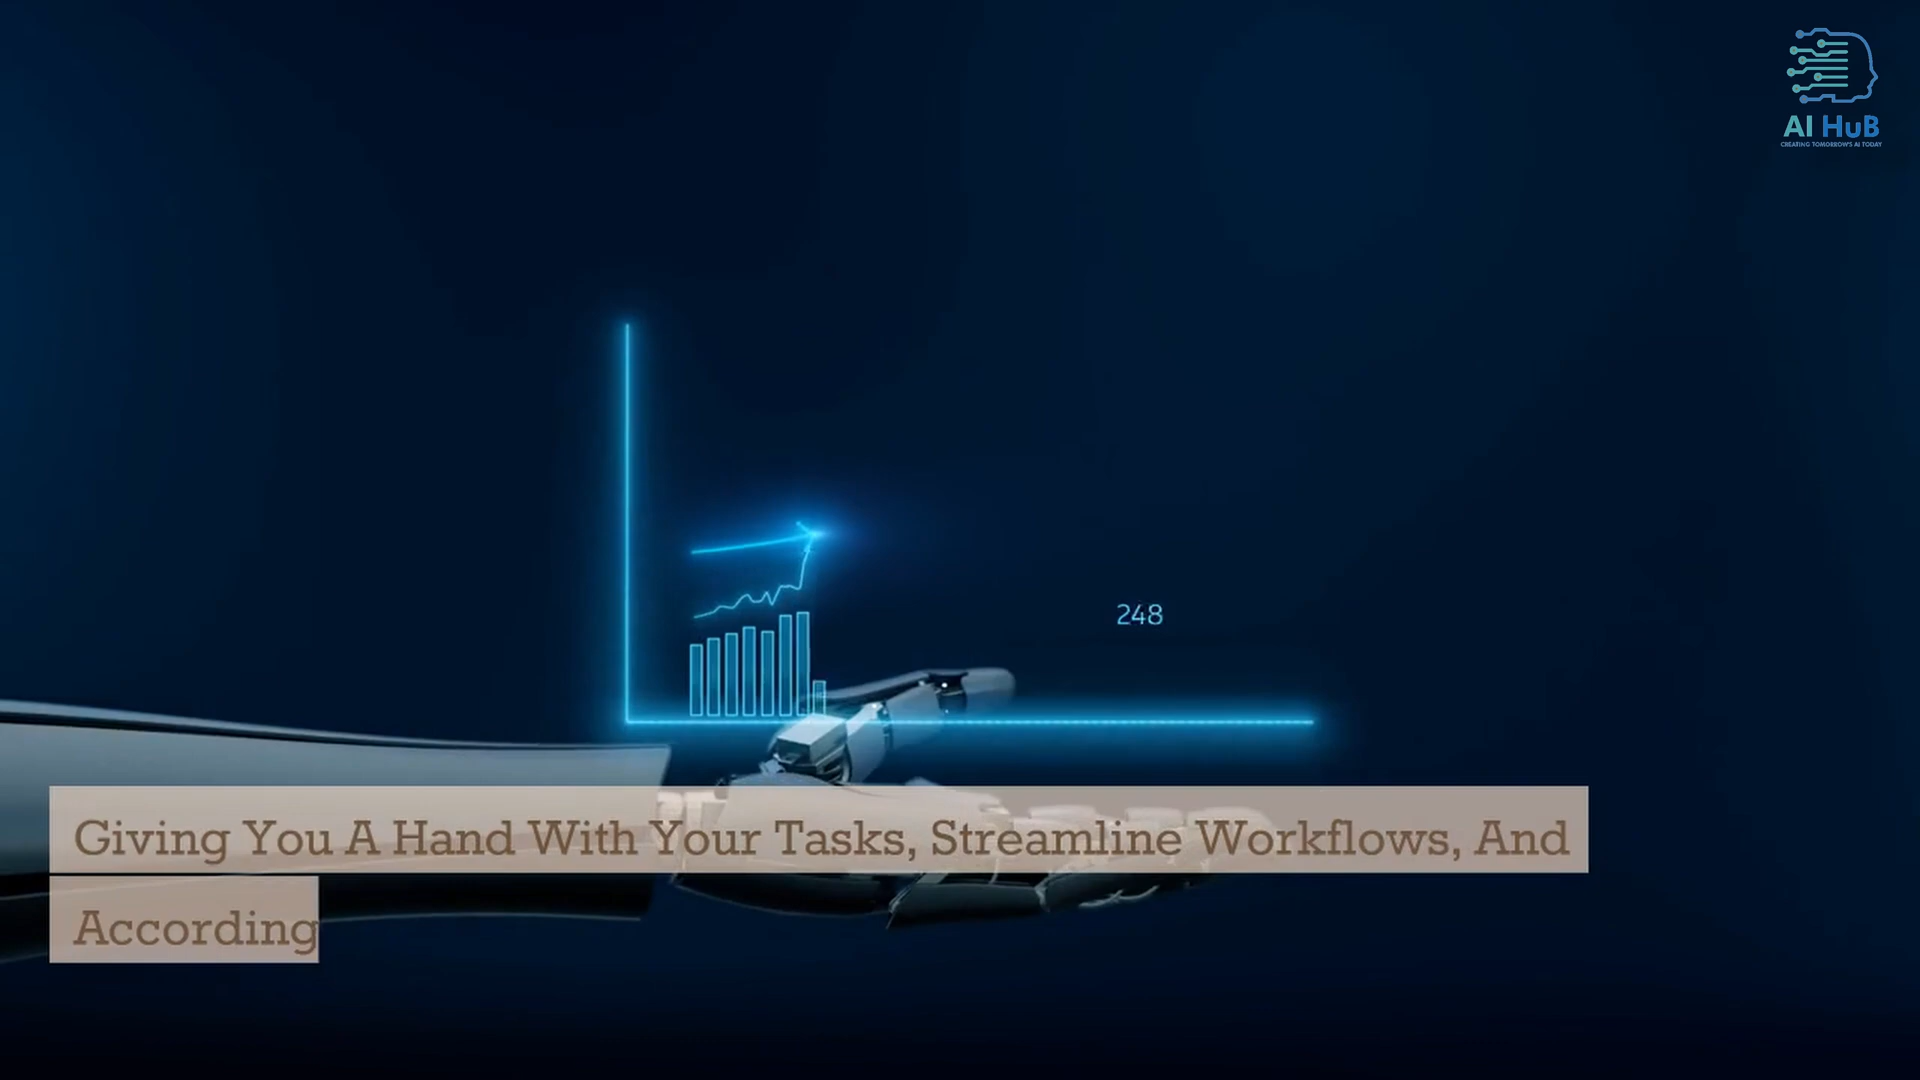 AI HuB
CREATING TOMORROW'S AI TODAY
248
Giving You A Hand With Your Tasks, Streamline Workflows, And
According